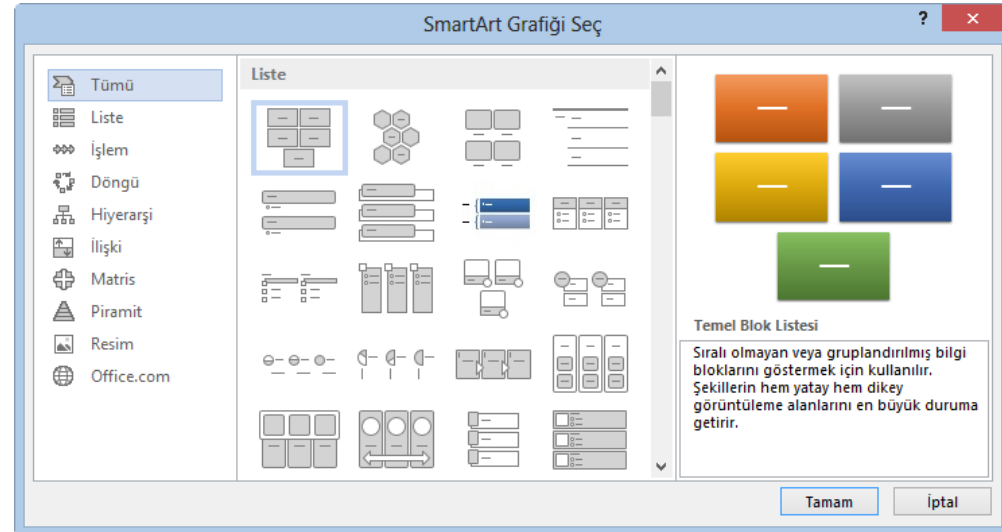 SmartArt Grafiği Seç
?
Tümü
Liste
İşlem
Döngü
Hiyerarşi
İlişki
Matris
Piramit
Resim
Office.com
Liste
Temel Blok Listesi
Sıralı olmayan veya gruplandırılmış bilgi
bloklarını göstermek için kullanılır.
Şekillerin hem yatay hem dikey
görüntüleme alanlarını en büyük duruma
getirir.
Tamam
İptal